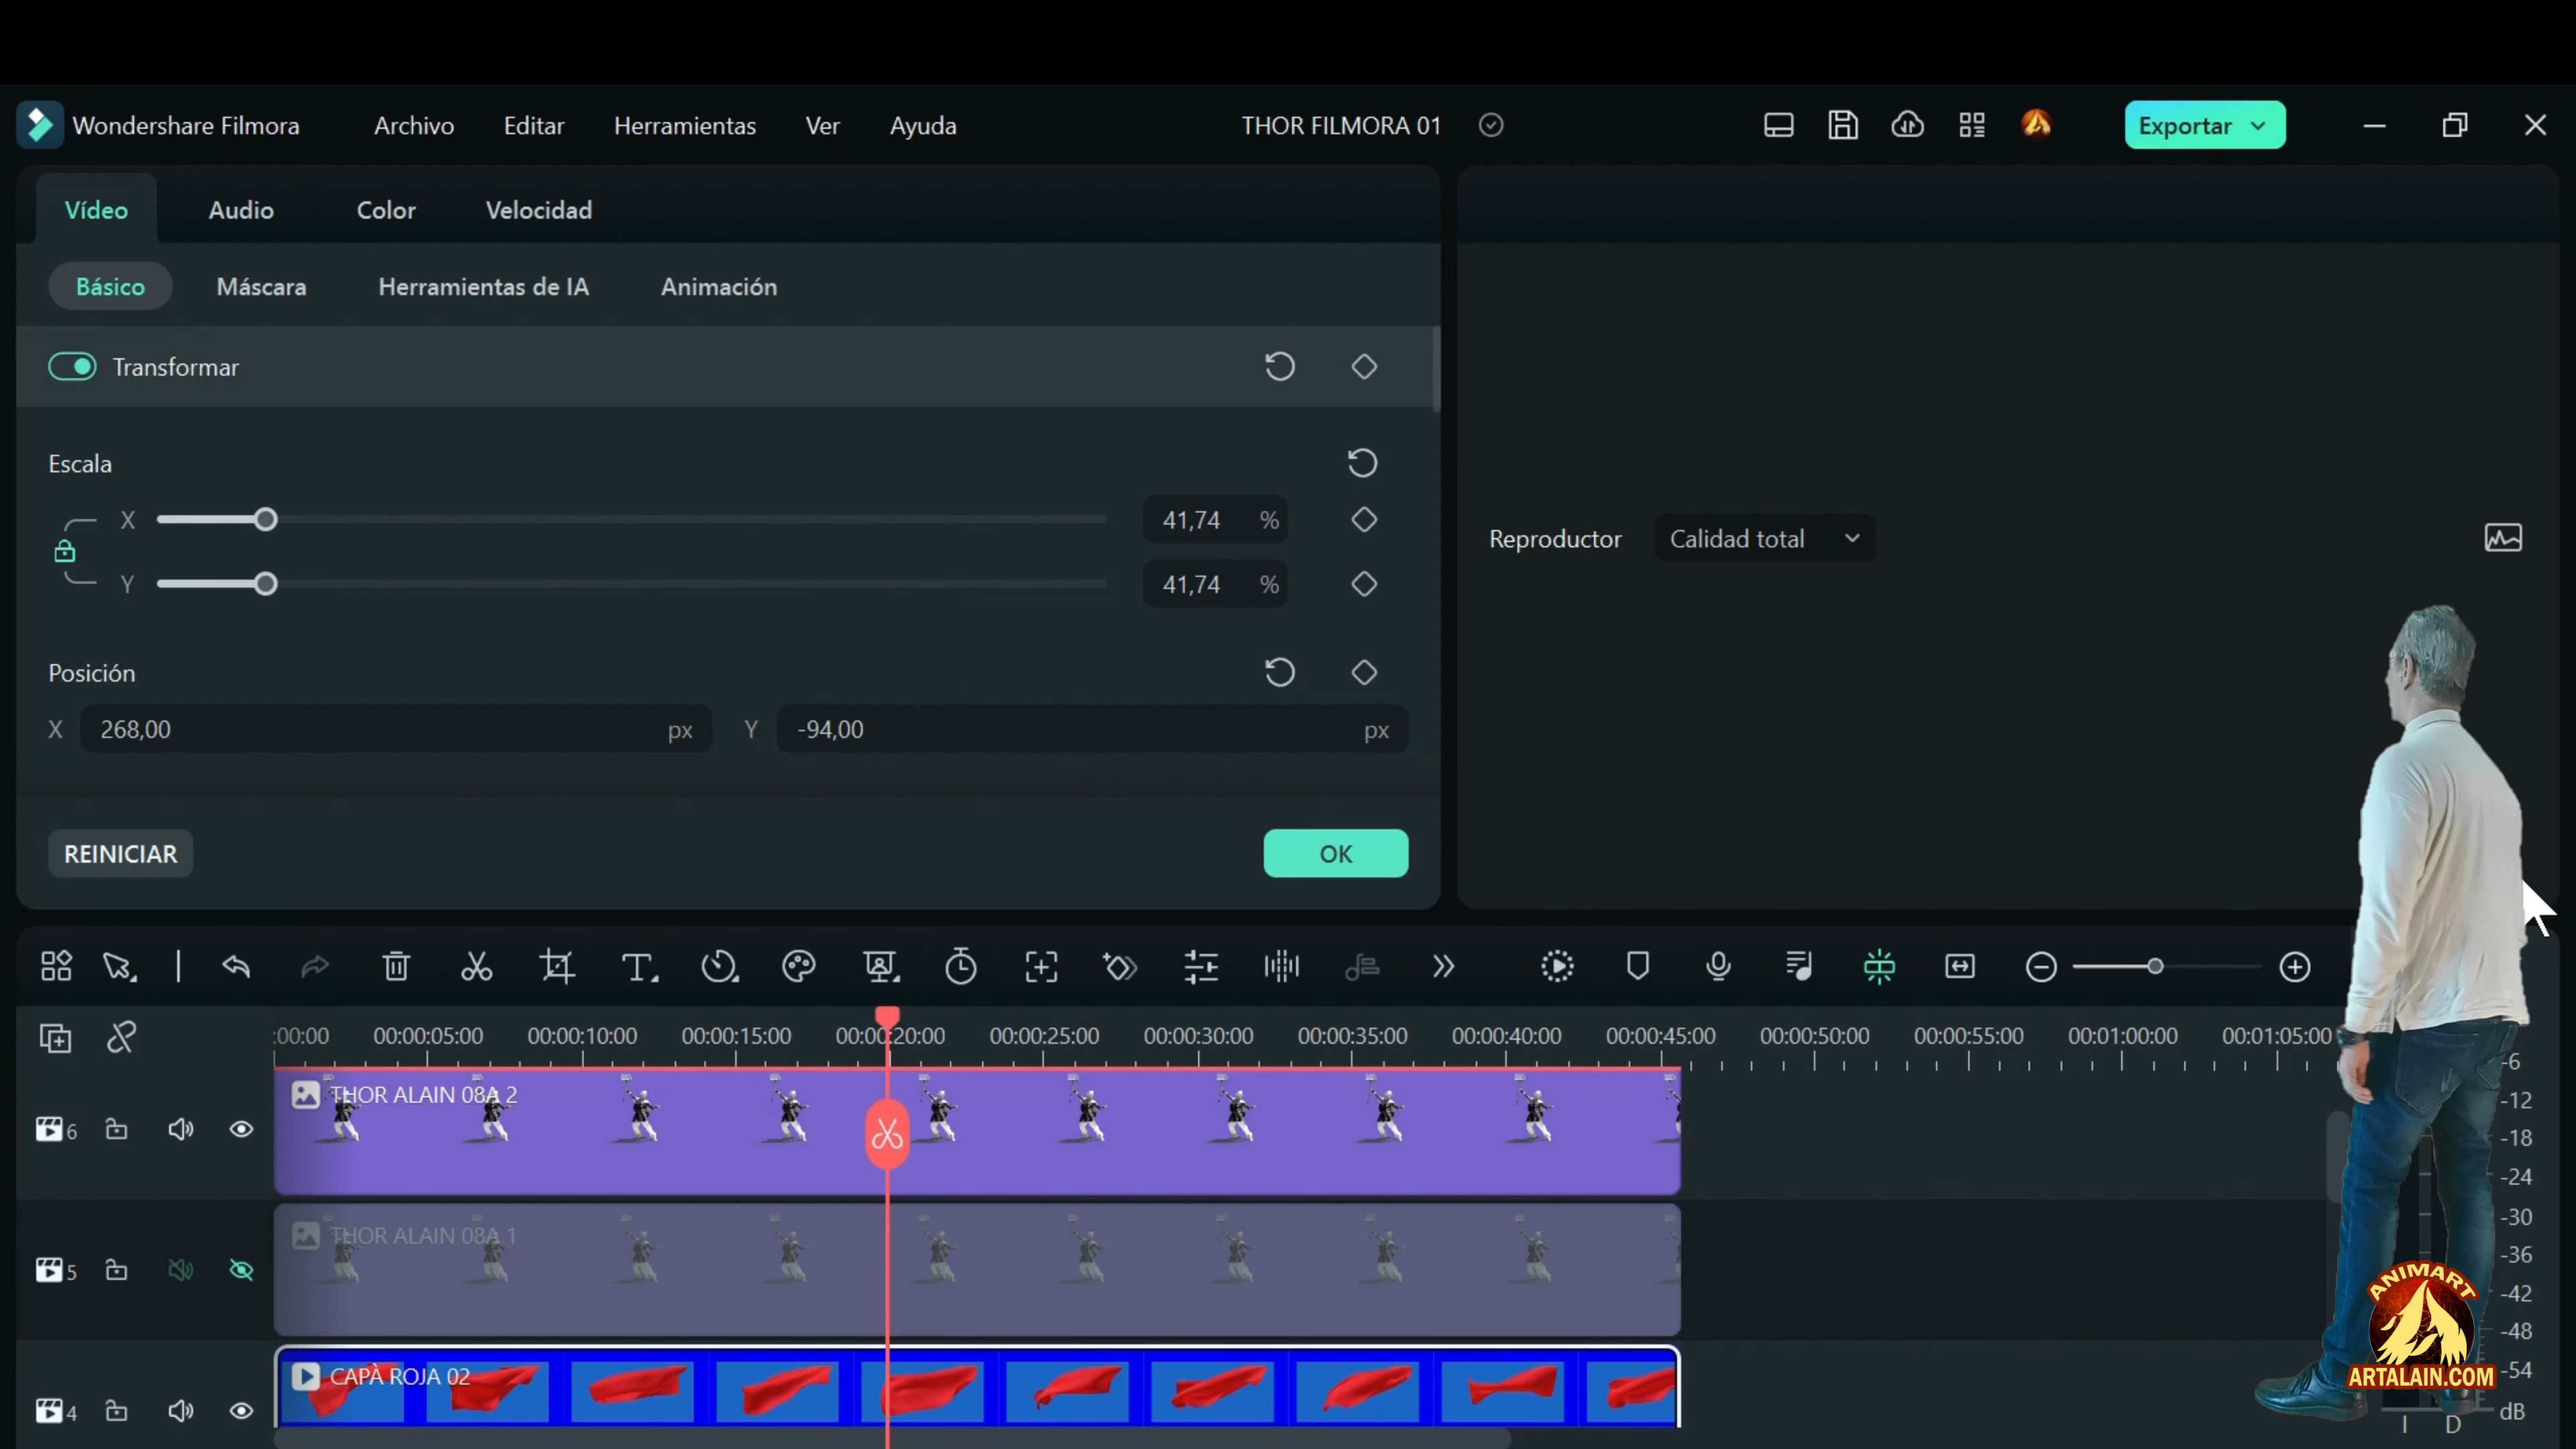 Wondershare Filmora Archivo Editar Herramientas Ver Ayuda THOR FILMORA 01 Exportar
Vídeo Audio Color Velocidad
Básico Máscara Herramientas de IA Animación
Transformar
Escala
X 41,74 %
Y 41,74 %
Reproductor Calidad total
Posición
X 268,00 px Y -94,00 px
REINICIAR OK
:00:00 00:00:05:00 00:00:10:00 00:00:15:00 00:00:20:00 00:00:25:00 00:00:30:00 00:00:35:00 00:00:40:00 00:00:45:00 00:00:50:00 00:00:55:00 00:01:00:00 00:01:05:00
-6
6 THOR ALAIN 08A 2
-12
-18
-24
-30
5 THOR ALAIN 08A 1
-36
-42
-48
-54
4 CAPÀ ROJA 02
dB
I D
ANIMART
ARTALAIN.COM